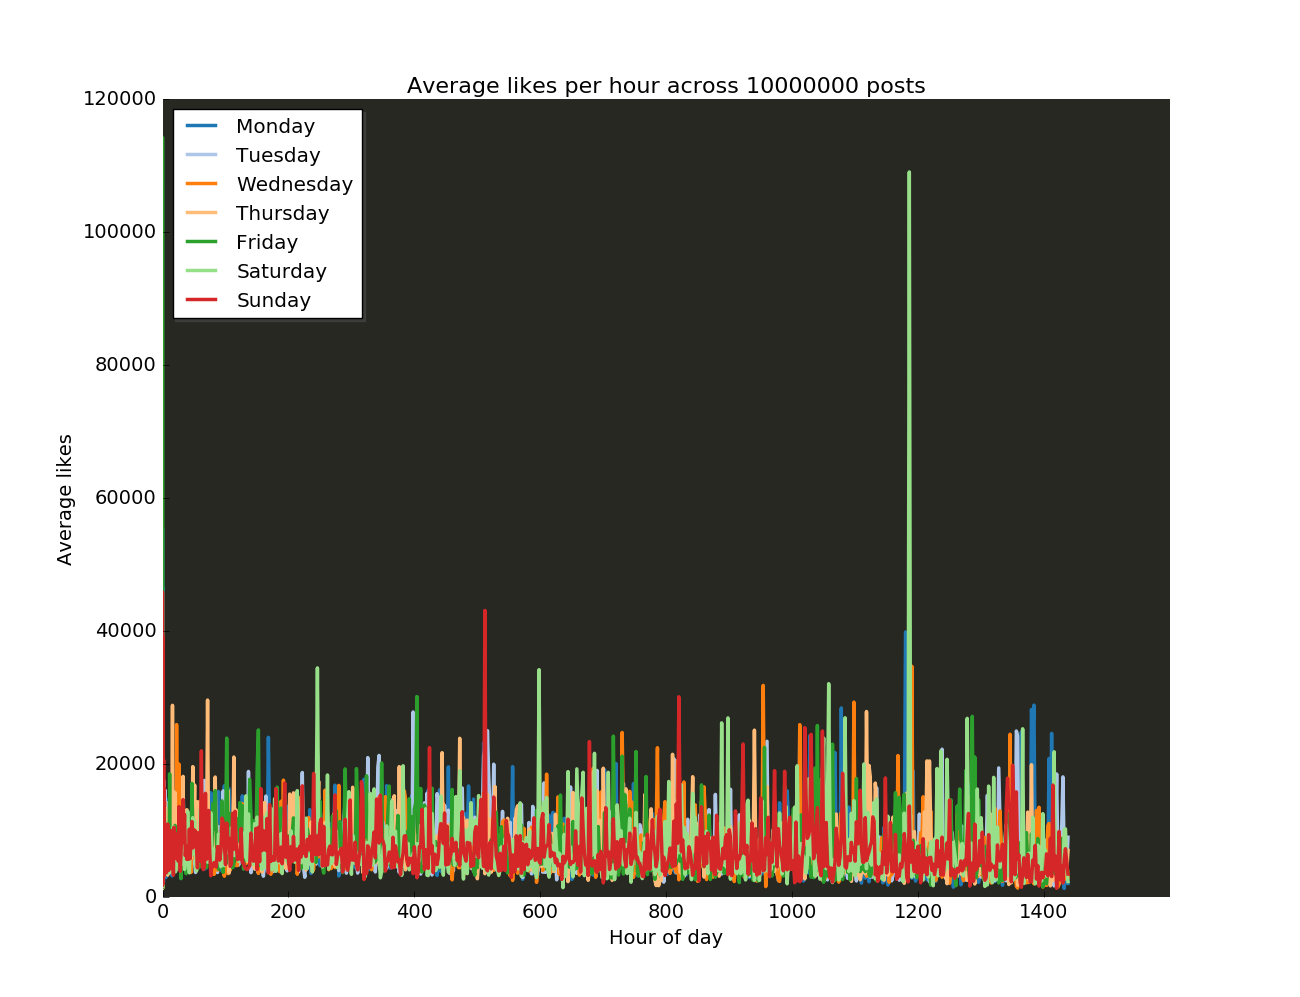 Average likes per hour across 10000000 posts
120000
100000
80000
60000
40000
20000
0
Average likes
Monday
Tuesday
Wednesday
Thursday
Friday
Saturday
Sunday
0 200 400 600 800 1000 1200 1400
Hour of day